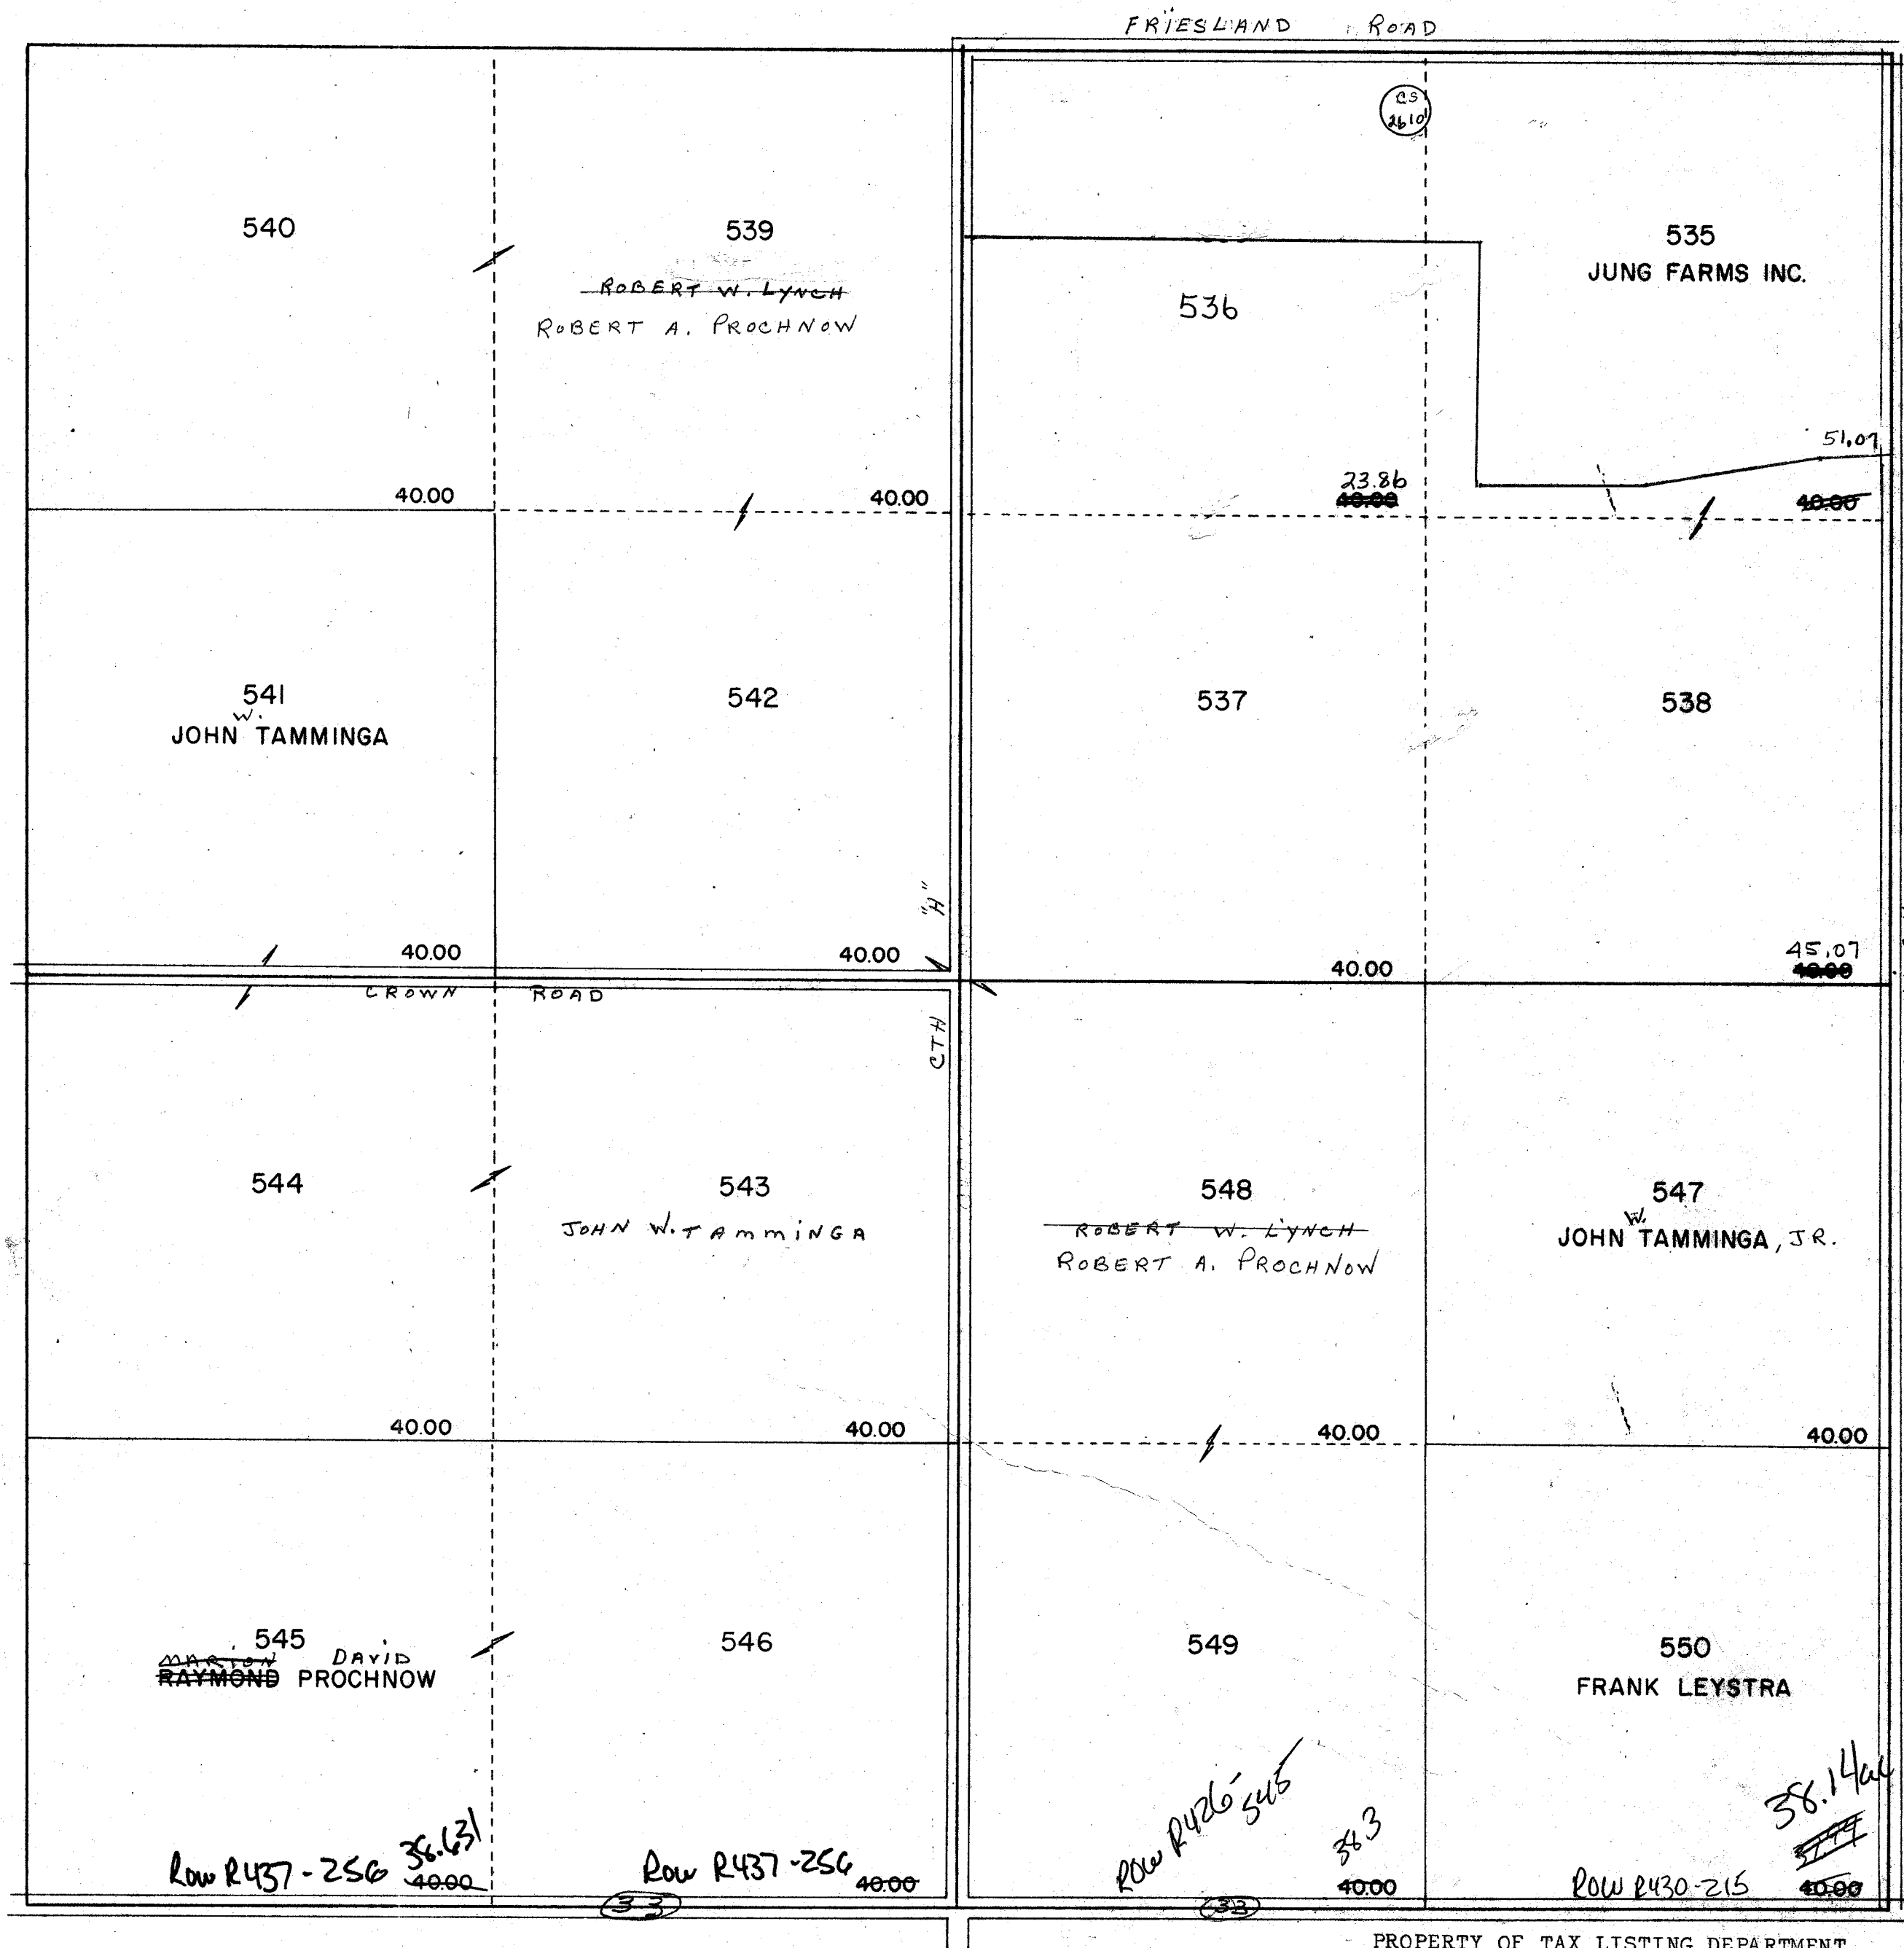 FRIESLAND ROAD
CS
2610
540
539
ROBERT W. LYNCH
ROBERT A. PROCHNOW
536
535
JUNG FARMS INC.
51.07
40.00
40.00
23.86
40.00
40.00
541
W.
JOHN TAMMINGA
542
537
538
"H"
40.00
40.00
40.00
45.07
40.00
CROWN ROAD
CTH
544
543
JOHN W. TAMMINGA
548
ROBERT W. LYNCH
ROBERT A. PROCHNOW
547
W.
JOHN TAMMINGA, JR.
40.00
40.00
40.00
40.00
545
MARION DAVID
RAYMOND PROCHNOW
546
549
550
FRANK LEYSTRA
Row R437-256
38.631
40.00
Row R437-256
40.00
ROW R426-
545
38.3
40.00
ROW R430-215
38.14ac
40.00
33
33
PROPERTY OF TAX LISTING DEPARTMENT